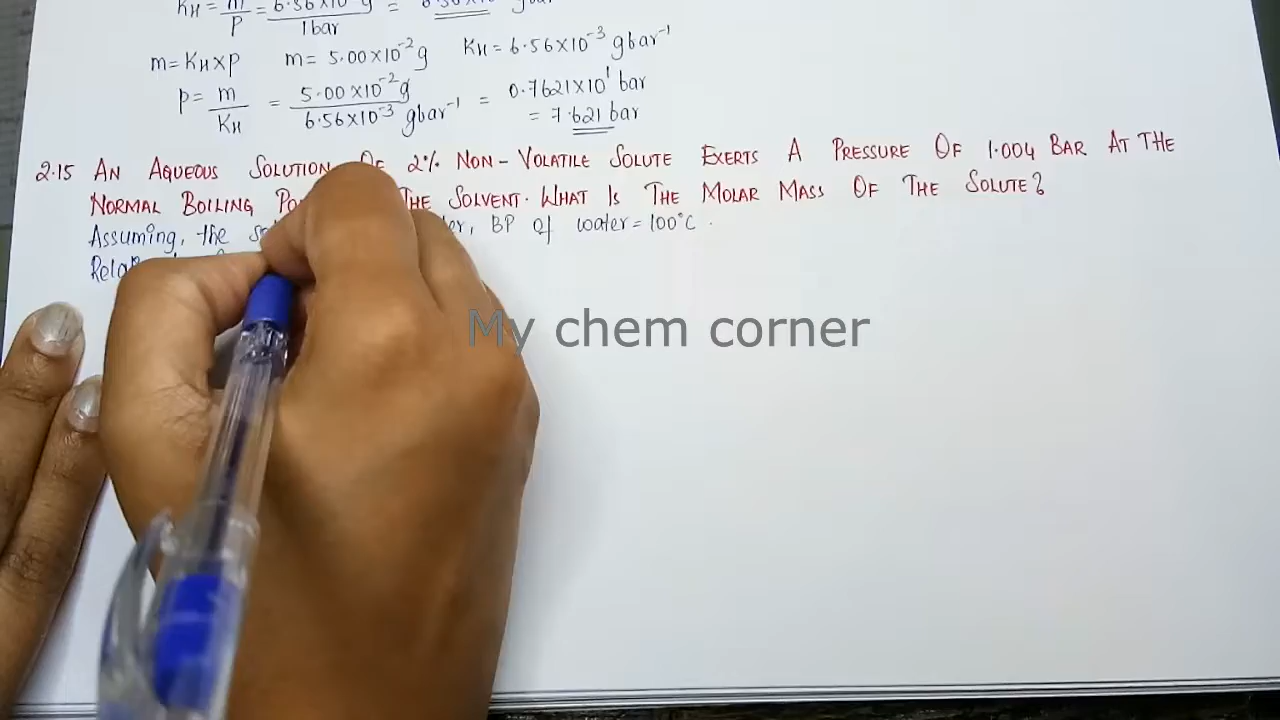 KH = m/P = 6.56×10 g / 1bar =
m=KH×p m= 5.00×10⁻²g KH=6.56×10⁻³ gbar⁻¹
p= m/KH = 5.00×10⁻²g / 6.56×10⁻³ gbar⁻¹ = 0.7621×10¹ bar
= 7.621 bar
2.15 AN AQUEOUS SOLUTION OF 2% NON-VOLATILE SOLUTE EXERTS A PRESSURE OF 1.004 BAR AT THE
NORMAL BOILING THE SOLVENT. WHAT IS THE MOLAR MASS OF THE SOLUTE?
Assuming, the BP of water=100°C.
My chem corner